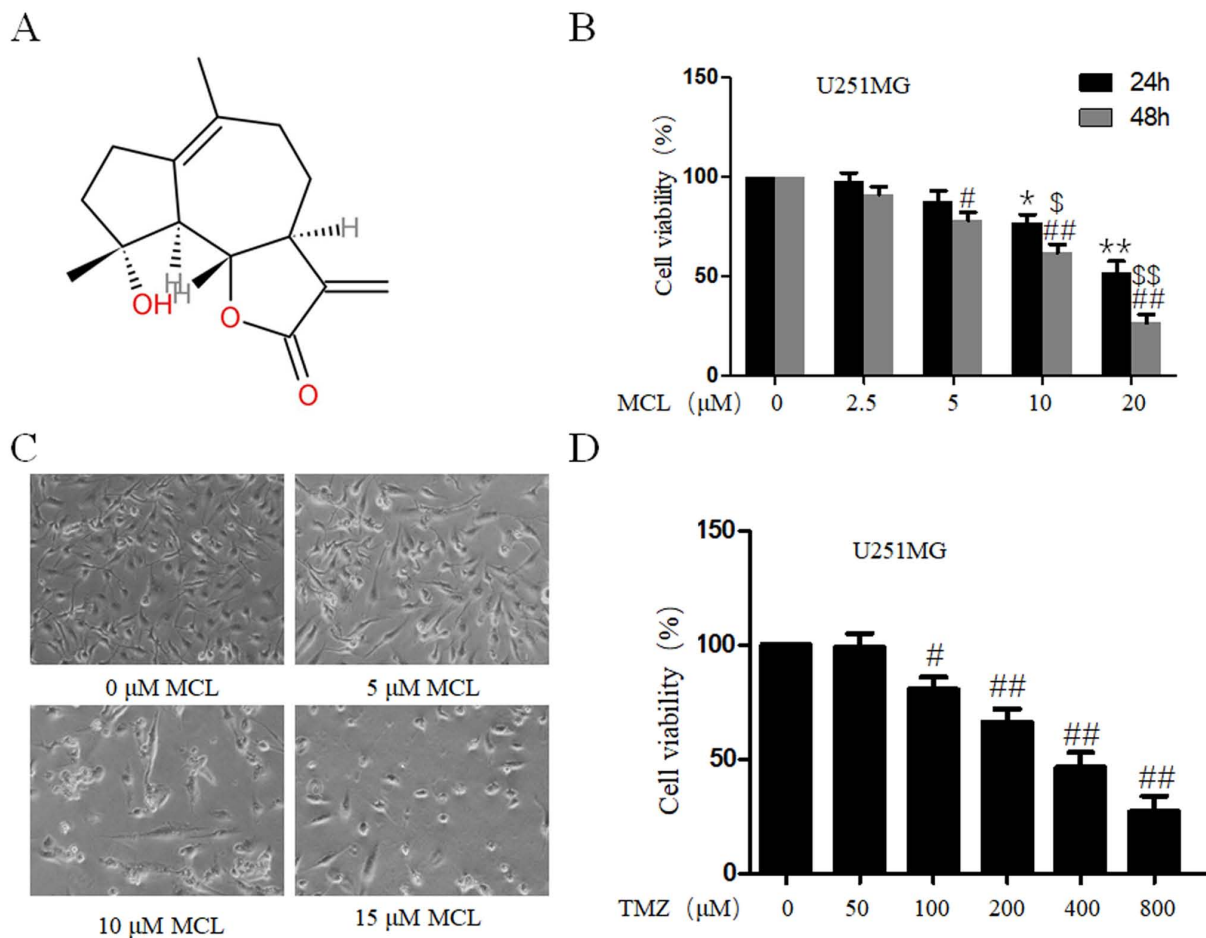 A
H
H
H
OH
O
O
B
150
100
50
0
Cell viability (%)
U251MG
24h
48h
#
*
$
##
**
$$
##
MCL (μM) 0 2.5 5 10 20
C
0 μM MCL
5 μM MCL
10 μM MCL
15 μM MCL
D
150
100
50
0
Cell viability (%)
U251MG
#
##
##
##
TMZ (μM) 0 50 100 200 400 800